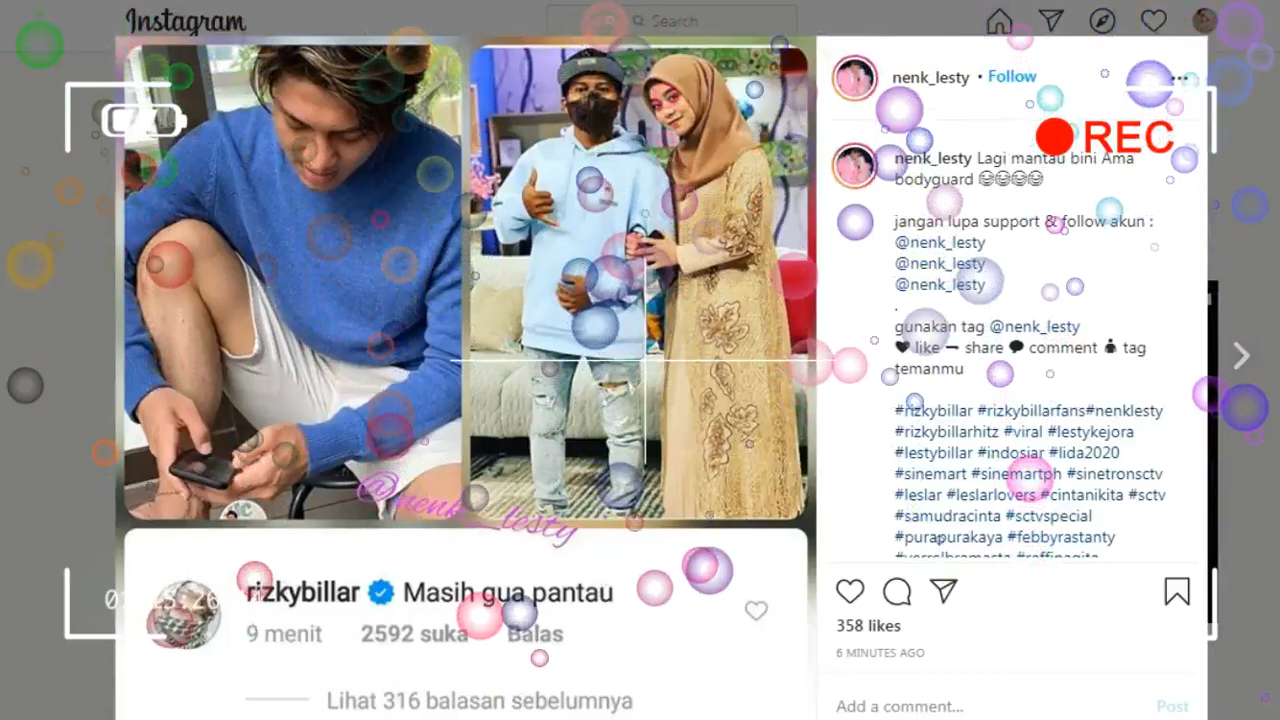 Instagram
Search
nenk_lesty • Follow
REC
nenk_lesty Lagi mantau bini Ama
bodyguard 😂😂😂😂
jangan lupa support & follow akun :
@nenk_lesty
@nenk_lesty
@nenk_lesty
.
gunakan tag @nenk_lesty
like share comment tag
temanmu
#rizkybillar #rizkybillarfans#nenklesty
#rizkybillarhitz #viral #lestykejora
#lestybillar #indosiar #lida2020
#sinemart #sinemartph #sinetronsctv
#leslar #leslarlovers #cintanikita #sctv
#samudracinta #sctvspecial
#purapurakaya #febbyrastanty
@nenk_lesty
rizkybillar Masih gua pantau
9 menit 2592 suka Balas
Lihat 316 balasan sebelumnya
358 likes
6 MINUTES AGO
Add a comment... Post